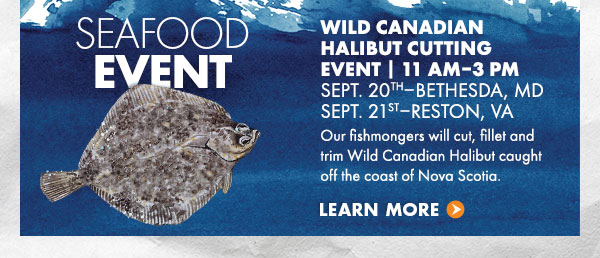 SEAFOOD
EVENT
WILD CANADIAN
HALIBUT CUTTING
EVENT | 11 AM–3 PM
SEPT. 20TH–BETHESDA, MD
SEPT. 21ST–RESTON, VA
Our fishmongers will cut, fillet and
trim Wild Canadian Halibut caught
off the coast of Nova Scotia.
LEARN MORE